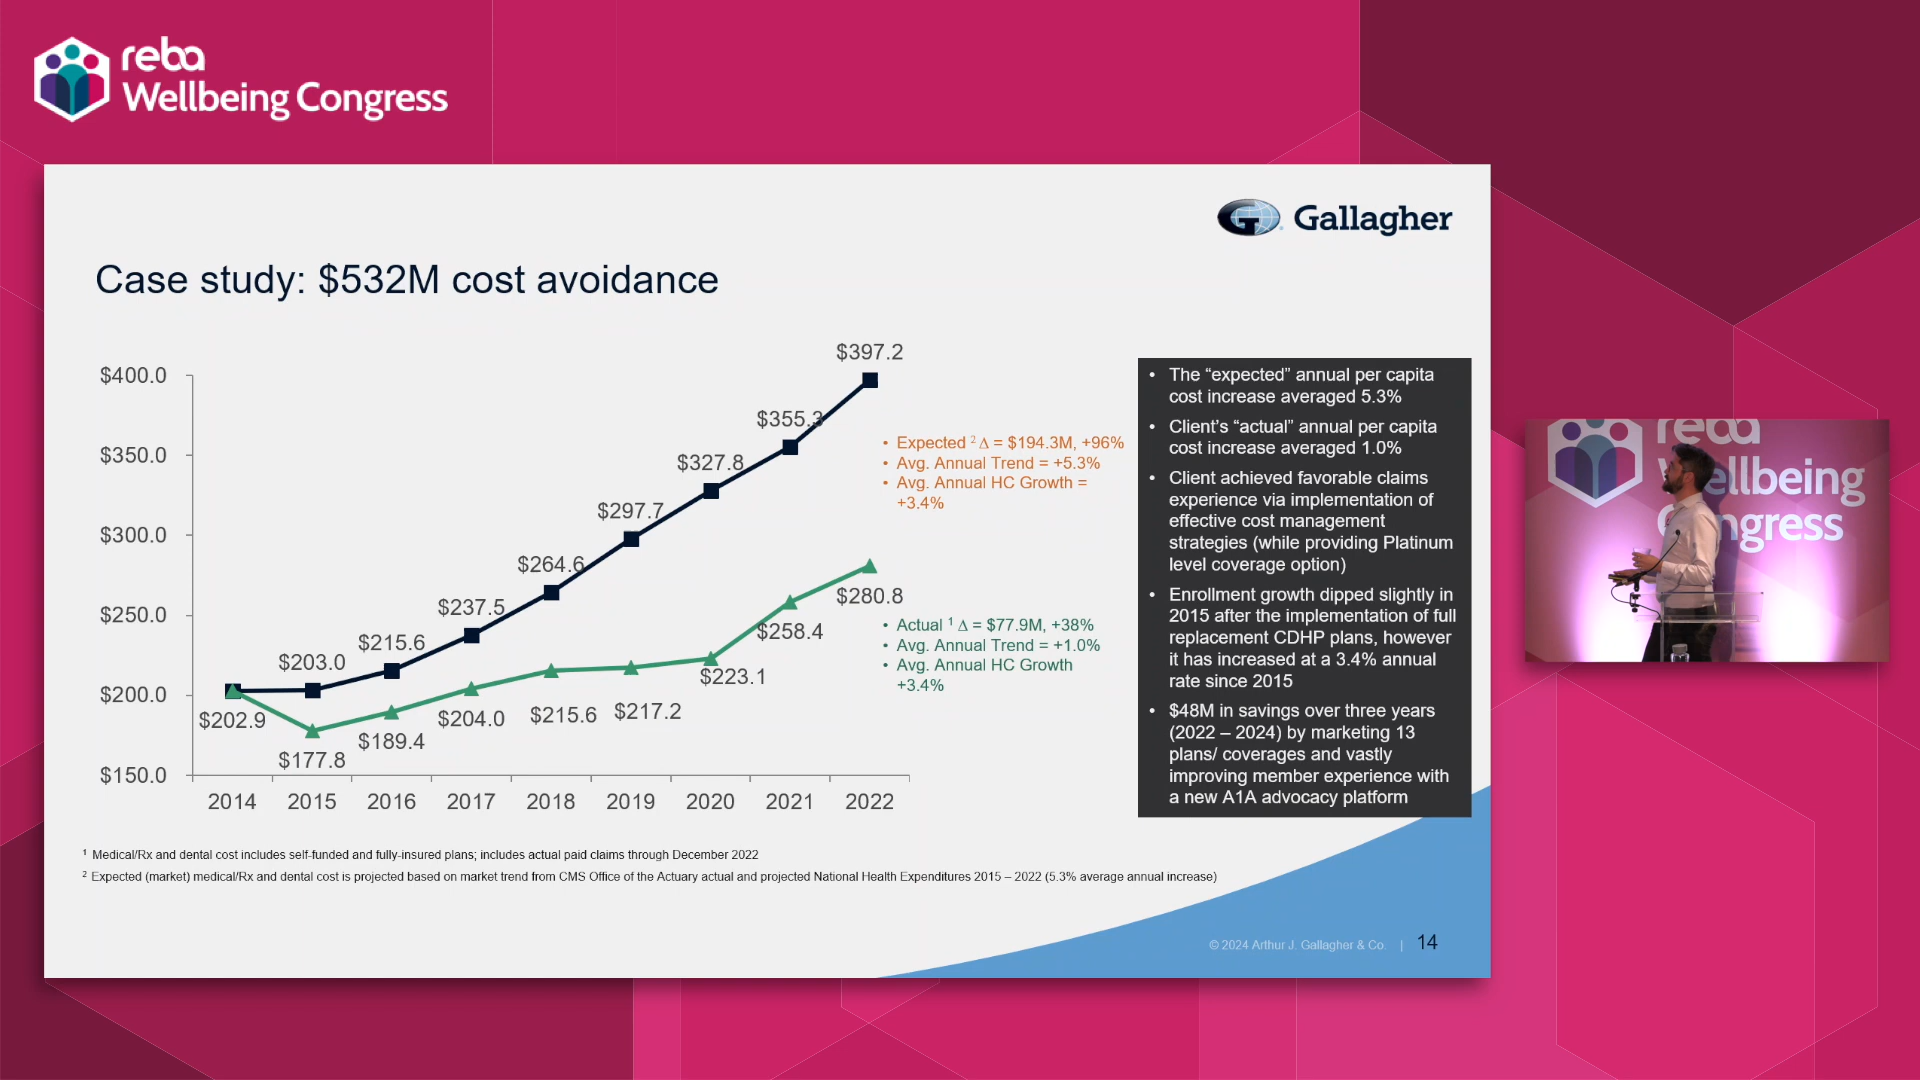 reba
Wellbeing Congress
Gallagher
Case study: $532M cost avoidance
$400.0
$350.0
$300.0
$250.0
$200.0
$150.0
2014 2015 2016 2017 2018 2019 2020 2021 2022
$203.0
$215.6
$237.5
$264.6
$297.7
$327.8
$355.3
$397.2
$202.9
$177.8
$189.4
$204.0
$215.6
$217.2
$223.1
$258.4
$280.8
• Expected ² Δ = $194.3M, +96%
• Avg. Annual Trend = +5.3%
• Avg. Annual HC Growth =
+3.4%
• Actual ¹ Δ = $77.9M, +38%
• Avg. Annual Trend = +1.0%
• Avg. Annual HC Growth
+3.4%
• The “expected” annual per capita
cost increase averaged 5.3%
• Client’s “actual” annual per capita
cost increase averaged 1.0%
• Client achieved favorable claims
experience via implementation of
effective cost management
strategies (while providing Platinum
level coverage option)
• Enrollment growth dipped slightly in
2015 after the implementation of full
replacement CDHP plans, however
it has increased at a 3.4% annual
rate since 2015
• $48M in savings over three years
(2022 – 2024) by marketing 13
plans/ coverages and vastly
improving member experience with
a new A1A advocacy platform
¹ Medical/Rx and dental cost includes self-funded and fully-insured plans; includes actual paid claims through December 2022
² Expected (market) medical/Rx and dental cost is projected based on market trend from CMS Office of the Actuary actual and projected National Health Expenditures 2015 – 2022 (5.3% average annual increase)
© 2024 Arthur J. Gallagher & Co. | 14
reba
ellbeing
ngress